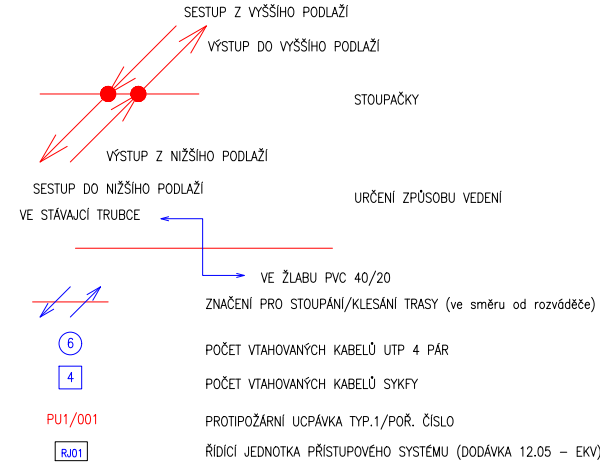 SESTUP Z VYŠŠÍHO PODLAŽÍ
VÝSTUP DO VYŠŠÍHO PODLAŽÍ
STOUPAČKY
VÝSTUP Z NIŽŠÍHO PODLAŽÍ
SESTUP DO NIŽŠÍHO PODLAŽÍ
URČENÍ ZPŮSOBU VEDENÍ
VE STÁVAJCÍ TRUBCE
VE ŽLABU PVC 40/20
ZNAČENÍ PRO STOUPÁNÍ/KLESÁNÍ TRASY (ve směru od rozváděče)
6
POČET VTAHOVANÝCH KABELŮ UTP 4 PÁR
4
POČET VTAHOVANÝCH KABELŮ SYKFY
PU1/001
PROTIPOŽÁRNÍ UCPÁVKA TYP.1/POŘ. ČÍSLO
RJ01
ŘÍDÍCÍ JEDNOTKA PŘÍSTUPOVÉHO SYSTÉMU (DODÁVKA 12.05 – EKV)